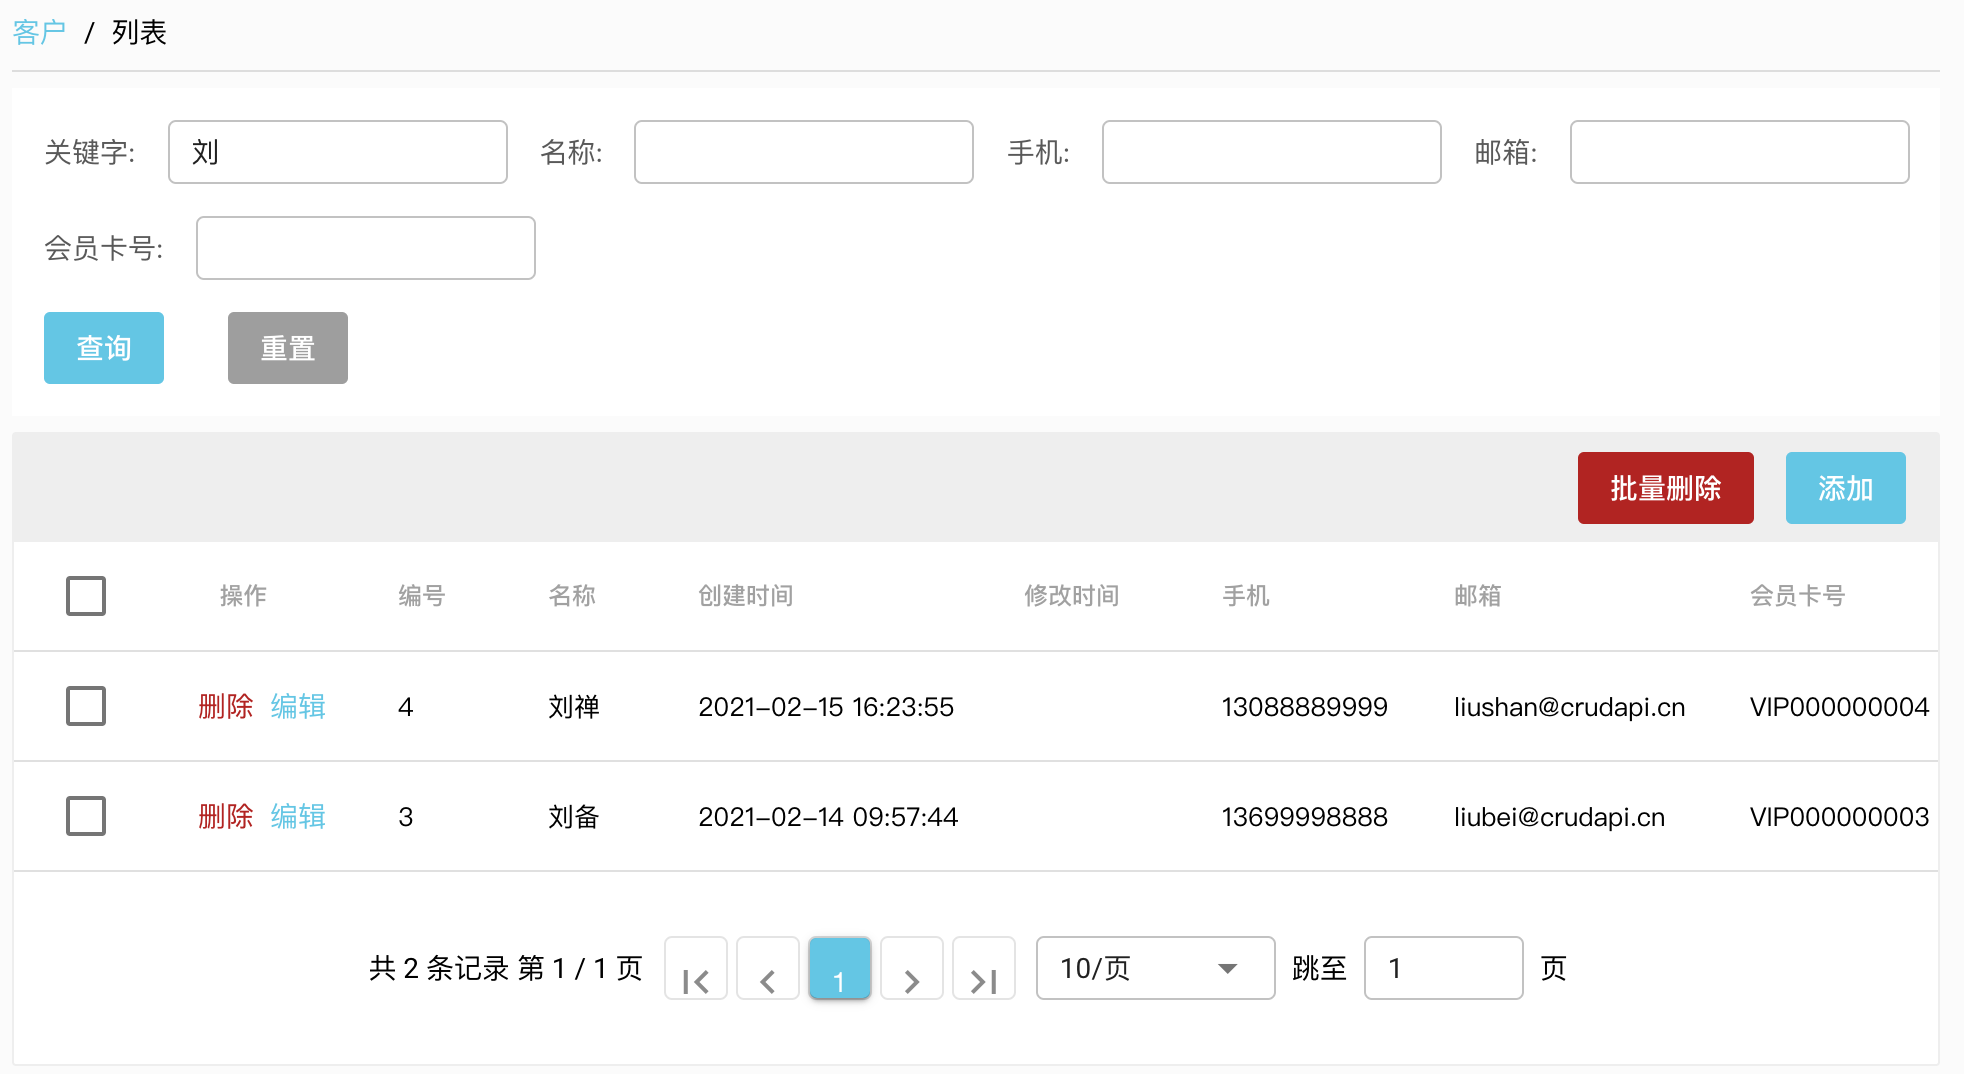 客户 / 列表
关键字: 刘 名称: 手机: 邮箱:
会员卡号:
查询 重置
批量删除 添加
操作 编号 名称 创建时间 修改时间 手机 邮箱 会员卡号
删除 编辑 4 刘禅 2021-02-15 16:23:55 13088889999 liushan@crudapi.cn VIP000000004
删除 编辑 3 刘备 2021-02-14 09:57:44 13699998888 liubei@crudapi.cn VIP000000003
共 2 条记录 第 1 / 1 页 1 10/页 跳至 1 页